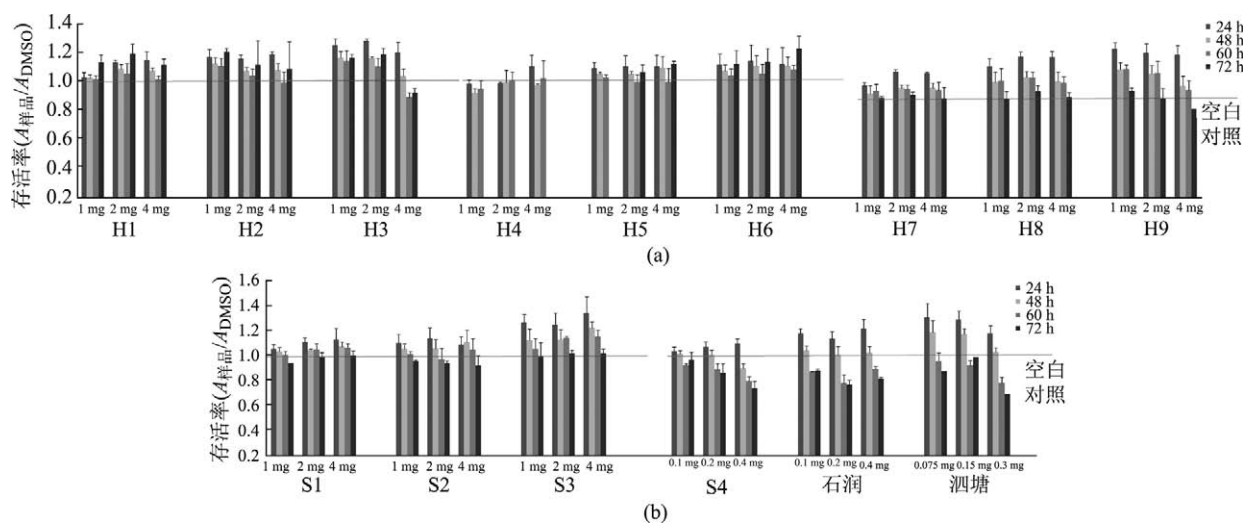 (a)
存活率(A样品/ADMSO)
1.4
1.2
1.0
0.8
0.6
0.4
0.2
24 h
48 h
60 h
72 h
空白
对照
1 mg 2 mg 4 mg 1 mg 2 mg 4 mg 1 mg 2 mg 4 mg 1 mg 2 mg 4 mg 1 mg 2 mg 4 mg 1 mg 2 mg 4 mg 1 mg 2 mg 4 mg 1 mg 2 mg 4 mg 1 mg 2 mg 4 mg
H1 H2 H3 H4 H5 H6 H7 H8 H9
(a)
存活率(A样品/ADMSO)
1.6
1.4
1.2
1.0
0.8
0.6
0.4
0.2
24 h
48 h
60 h
72 h
空白
对照
1 mg 2 mg 4 mg 1 mg 2 mg 4 mg 1 mg 2 mg 4 mg 0.1 mg 0.2 mg 0.4 mg 0.1 mg 0.2 mg 0.4 mg 0.075 mg 0.15 mg 0.3 mg
S1 S2 S3 S4 石润 泗塘
(b)